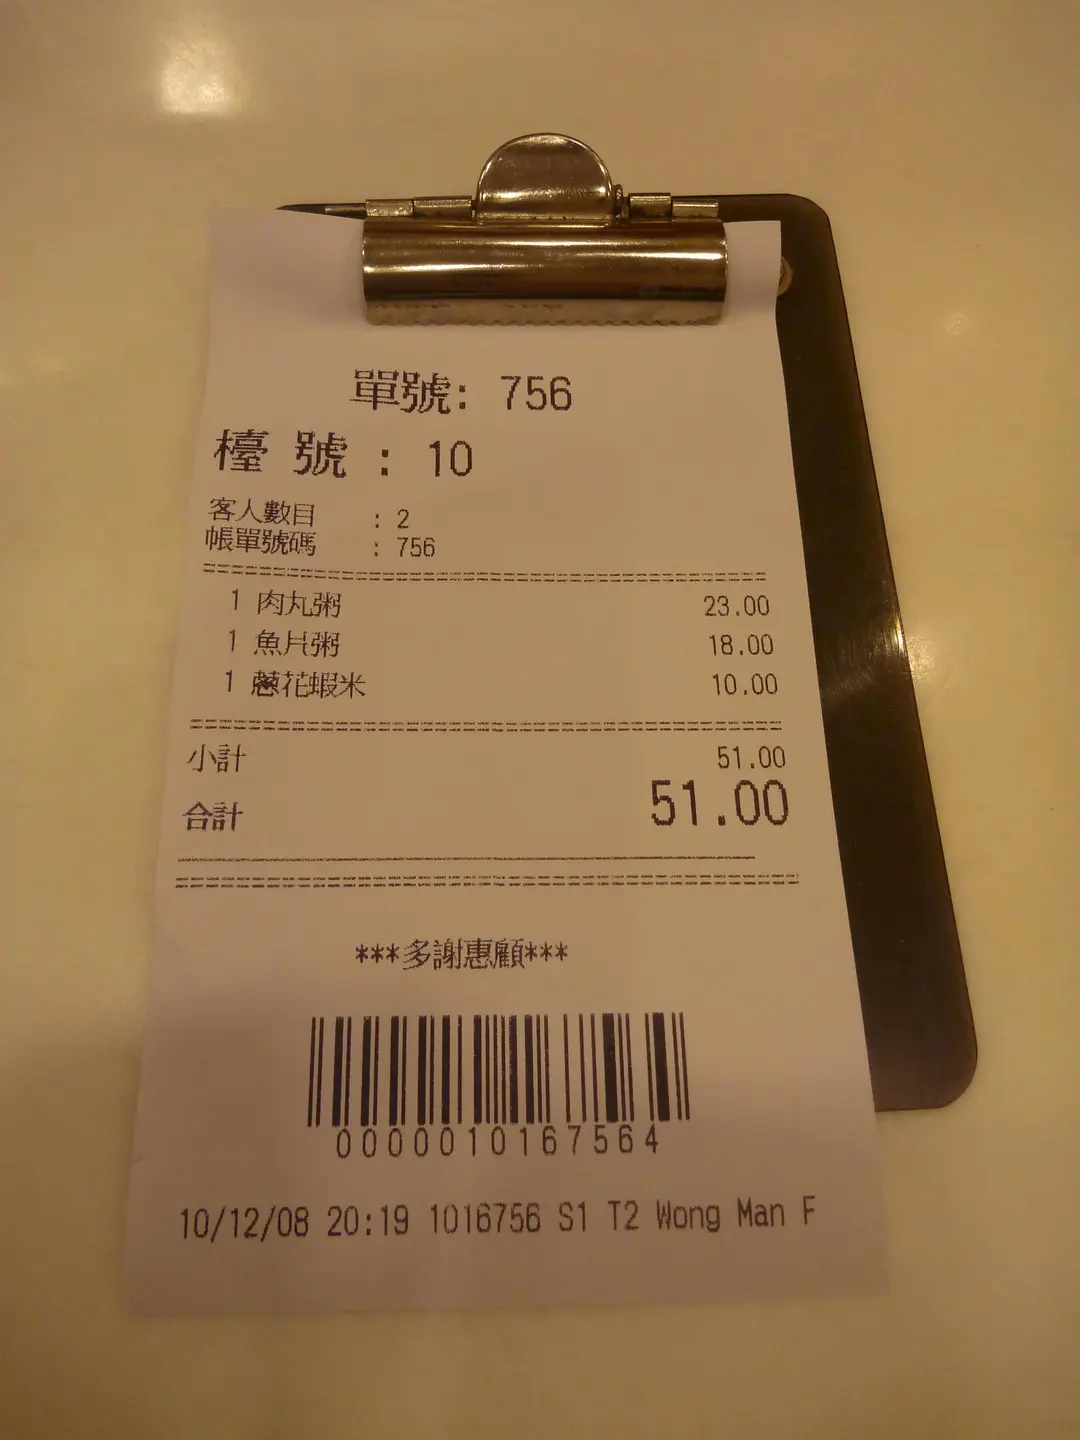 單號: 756
檯 號 : 10
客人數目 : 2
帳單號碼 : 756
1 肉丸粥 23.00
1 魚片粥 18.00
1 蔥花蝦米 10.00
小計 51.00
合計 51.00
***多謝惠顧***
0000010167564
10/12/08 20:19 1016756 S1 T2 Wong Man F